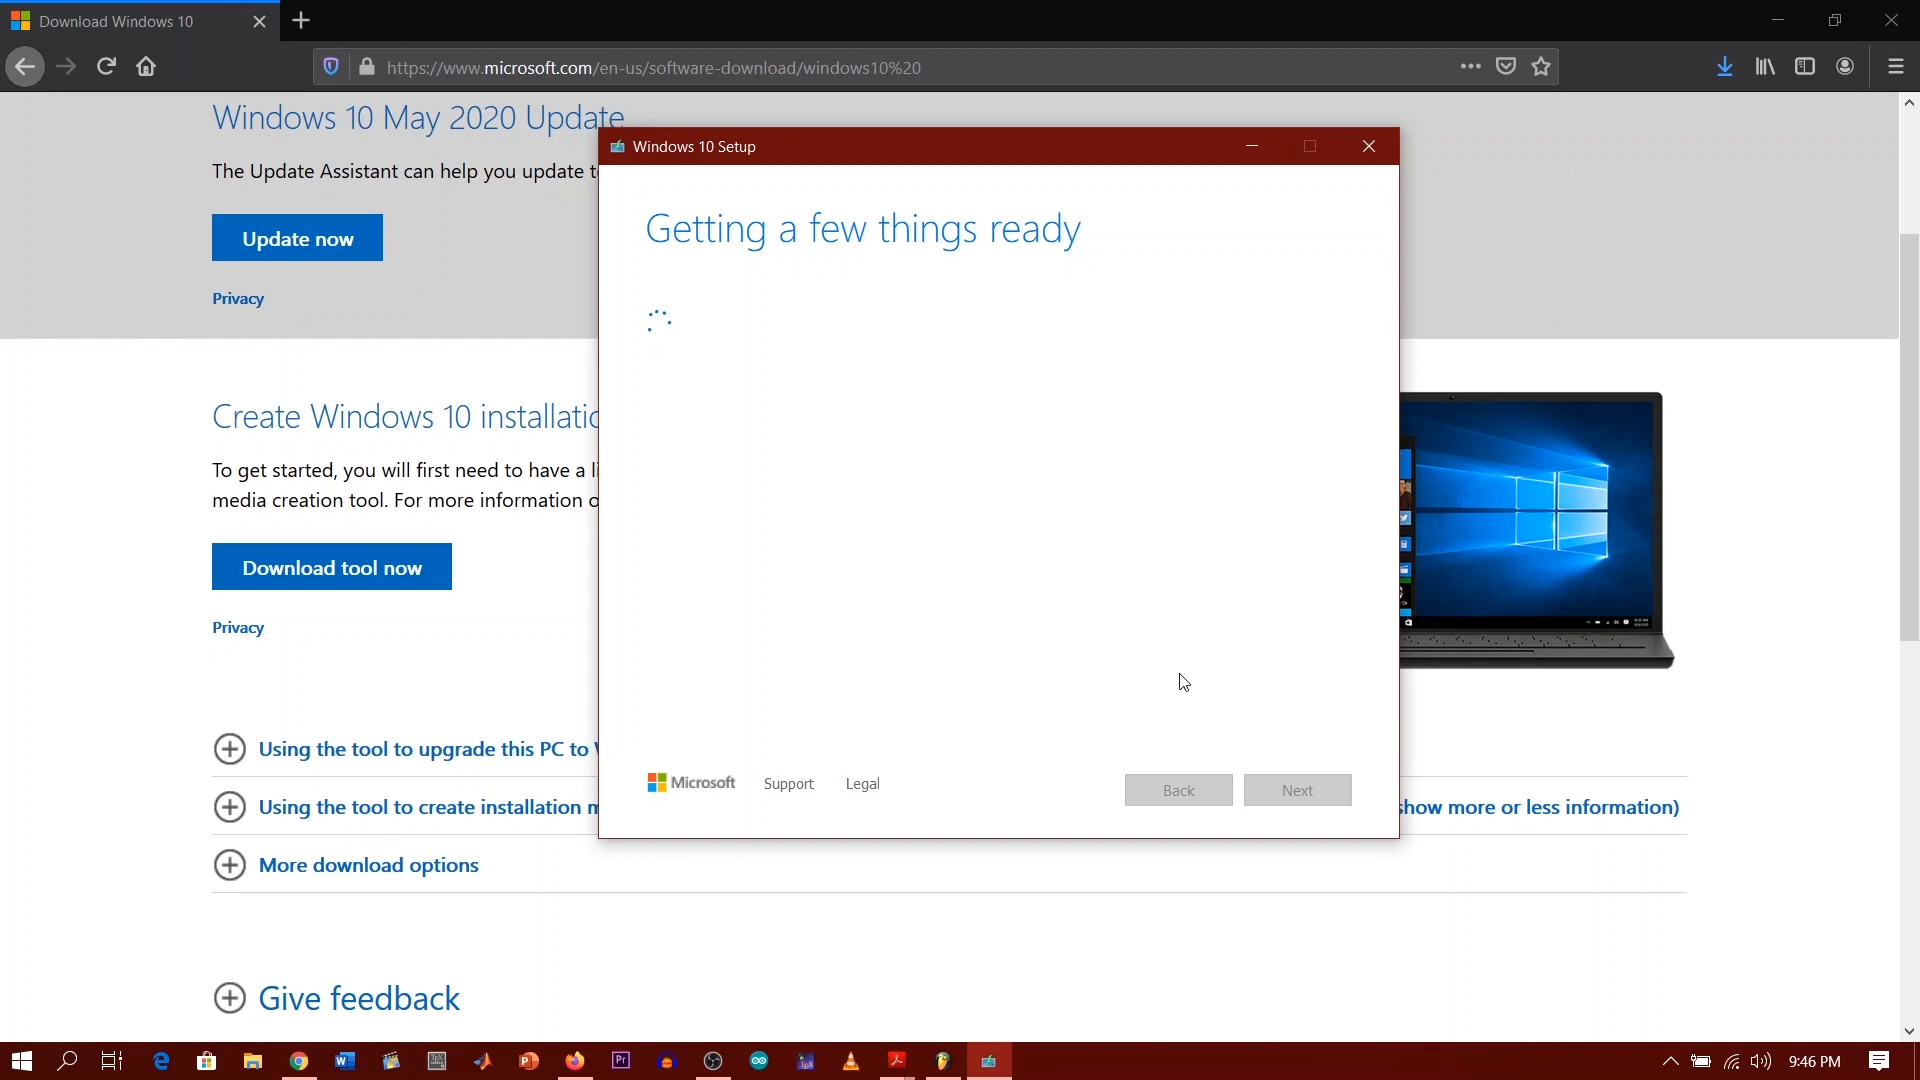 Download Windows 10
https://www.microsoft.com/en-us/software-download/windows10%20
Windows 10 May 2020 Update
The Update Assistant can help you update t
Update now
Privacy
Windows 10 Setup
Getting a few things ready
Create Windows 10 installatio
To get started, you will first need to have a li
media creation tool. For more information o
Download tool now
Privacy
Using the tool to upgrade this PC to W
Microsoft
Support
Legal
Back
Next
Using the tool to create installation m
show more or less information)
More download options
Give feedback
9:46 PM